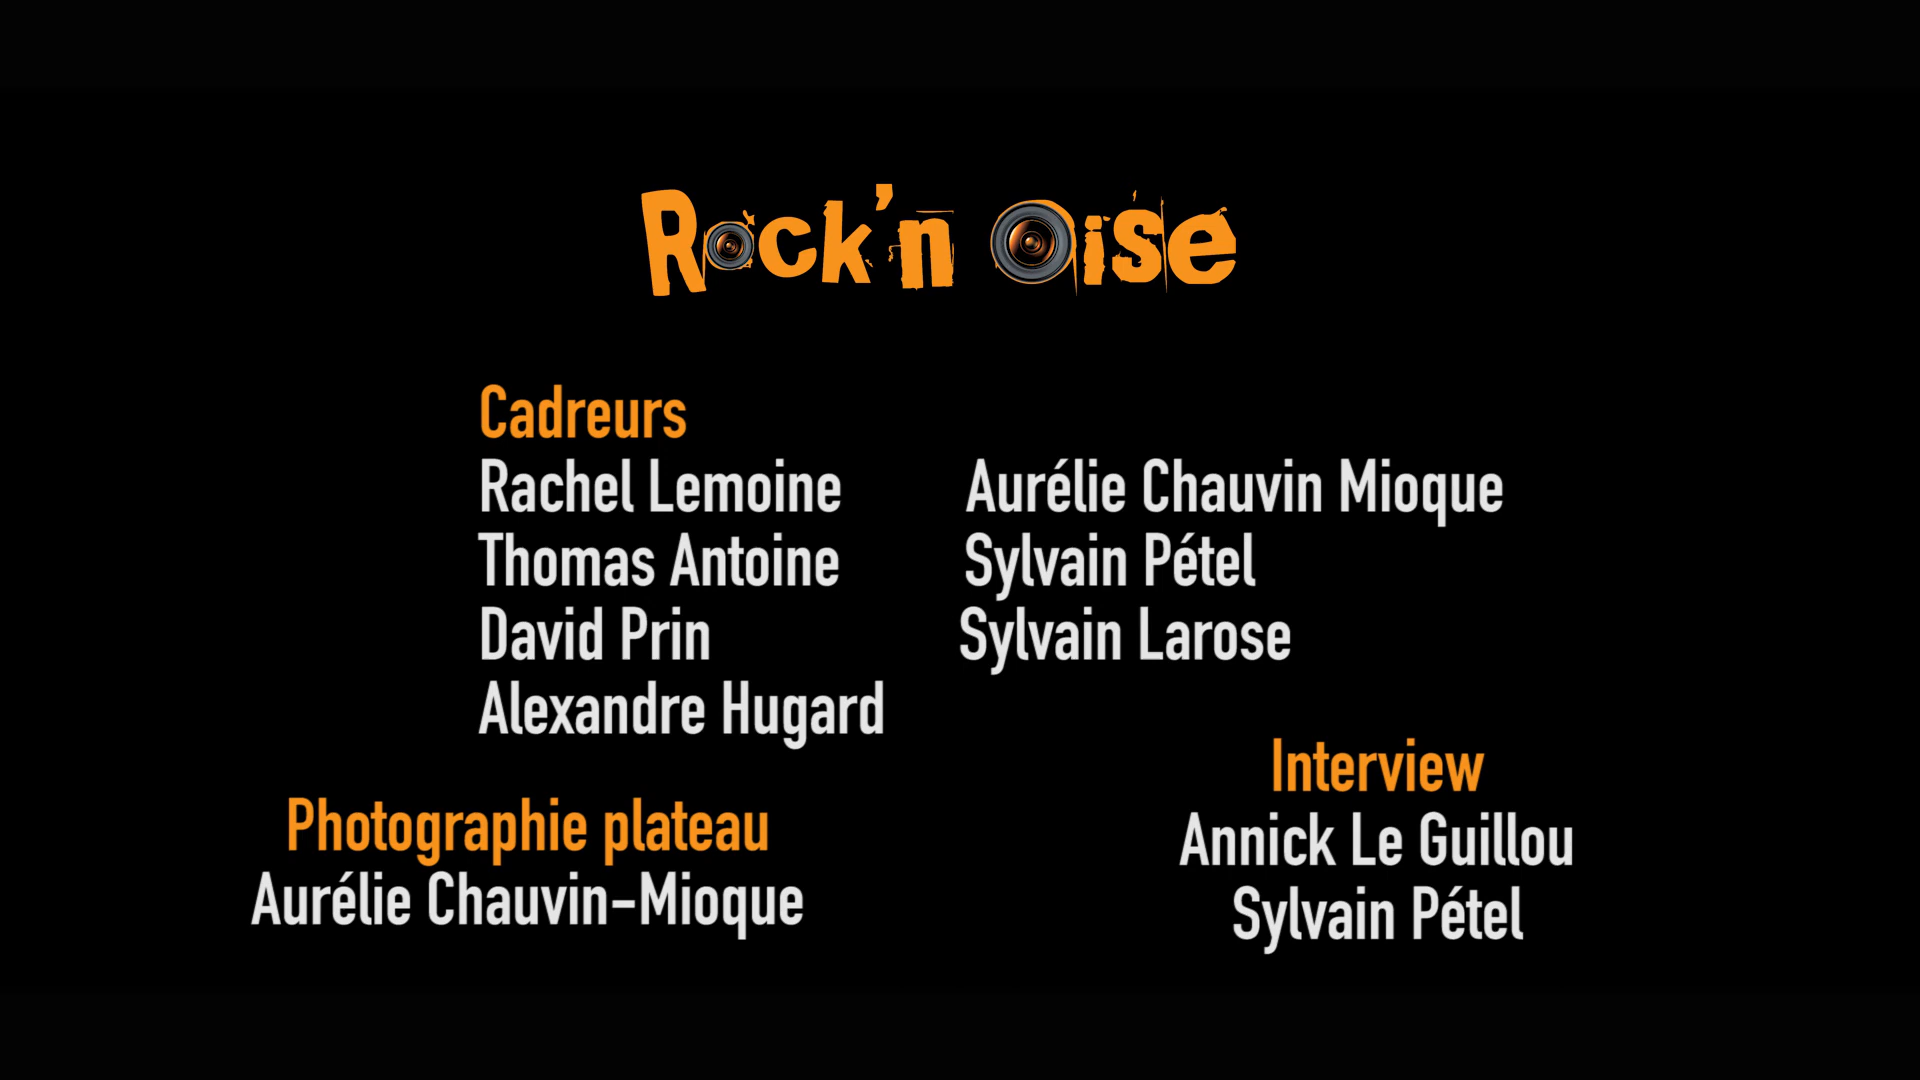 Rock'n Oise
Cadreurs
Rachel Lemoine
Thomas Antoine
David Prin
Alexandre Hugard
Aurélie Chauvin Mioque
Sylvain Pétel
Sylvain Larose
Photographie plateau
Aurélie Chauvin-Mioque
Interview
Annick Le Guillou
Sylvain Pétel